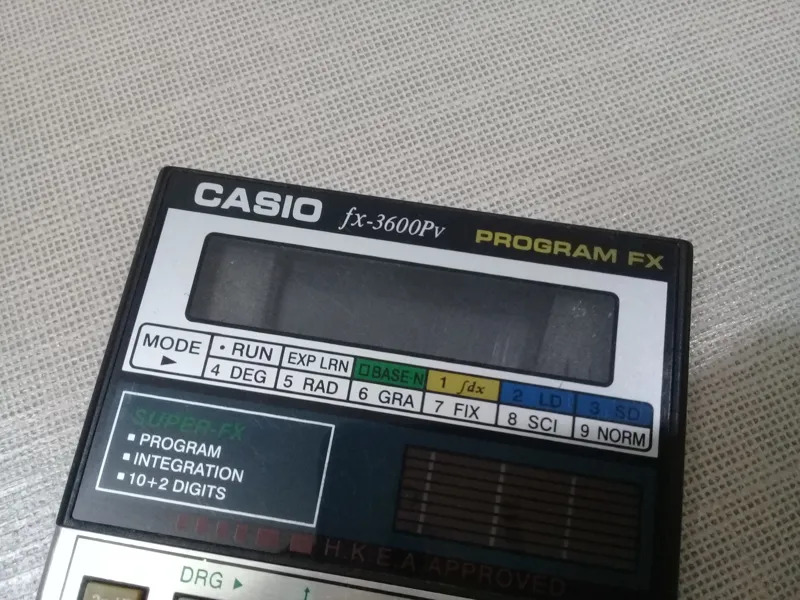 CASIO fx-3600Pv PROGRAM FX
MODE ▶ • RUN EXP LRN □BASE-N 1 ∫dx 2 LD 3 SD
4 DEG 5 RAD 6 GRA 7 FIX 8 SCI 9 NORM
SUPER-FX
▪ PROGRAM
▪ INTEGRATION
▪ 10+2 DIGITS
H.K.E.A APPROVED
DRG ▶